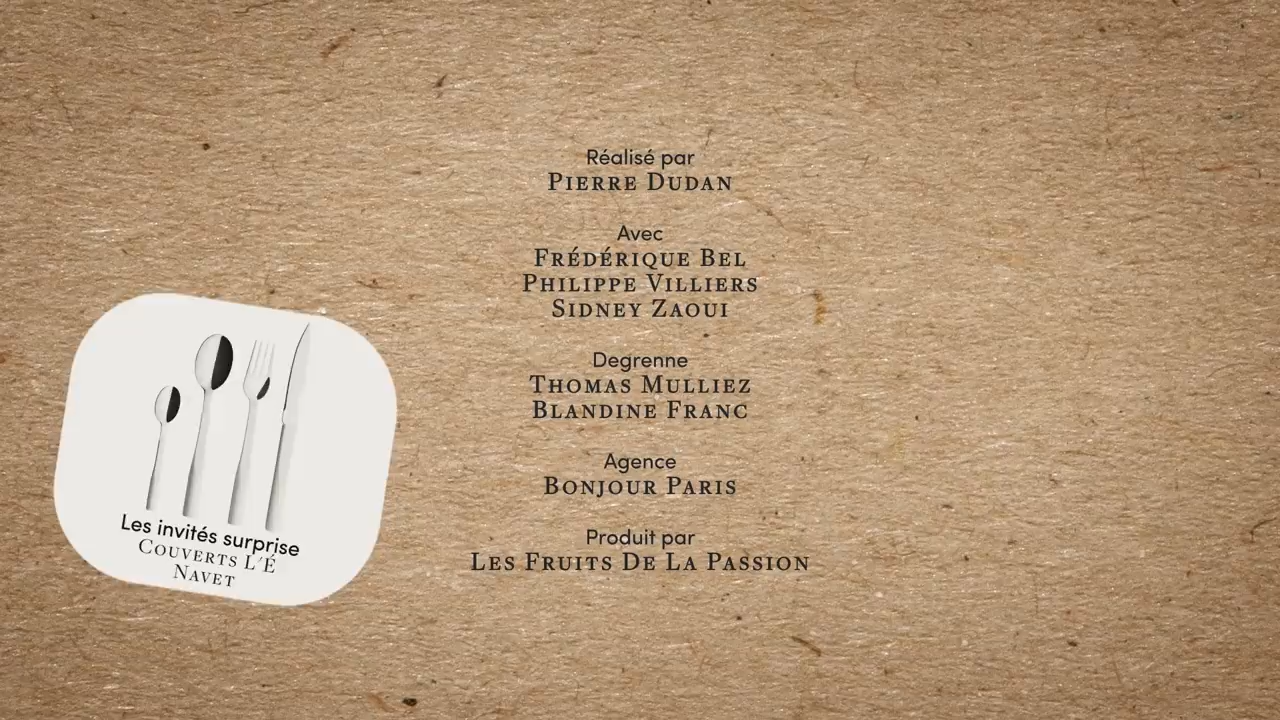 Réalisé par
PIERRE DUDAN
Avec
FRÉDÉRIQUE BEL
PHILIPPE VILLIERS
SIDNEY ZAOUI
Degrenne
THOMAS MULLIEZ
BLANDINE FRANC
Agence
BONJOUR PARIS
Produit par
LES FRUITS DE LA PASSION
Les invités surprise
COUVERTS L'É
NAVET